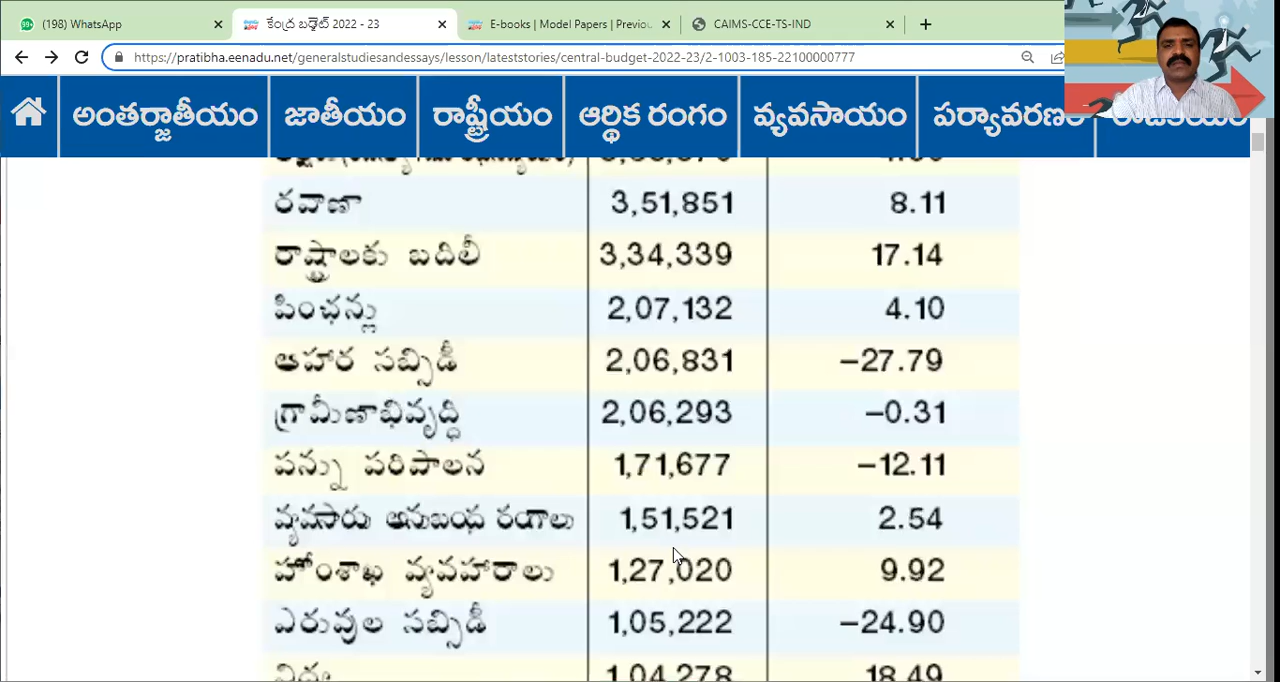 (198) WhatsApp
కేంద్ర బడ్జెట్ 2022 - 23
E-books | Model Papers | Previou
CAIMS-CCE-TS-IND
https://pratibha.eenadu.net/generalstudiesandessays/lesson/lateststories/central-budget-2022-23/2-1003-185-22100000777
అంతర్జాతీయం జాతీయం రాష్ట్రీయం ఆర్థిక రంగం వ్యవసాయం పర్యావరణం
రవాణా 3,51,851 8.11
రాష్ట్రాలకు బదిలీ 3,34,339 17.14
పింఛన్లు 2,07,132 4.10
ఆహార సబ్సిడీ 2,06,831 −27.79
గ్రామీణాభివృద్ధి 2,06,293 −0.31
పన్ను పరిపాలన 1,71,677 −12.11
వ్యవసారు అనుబంధ రంగాలు 1,51,521 2.54
హోంశాఖ వ్యవహారాలు 1,27,020 9.92
ఎరువుల సబ్సిడీ 1,05,222 −24.90
విద్య 1,04,278 18.49